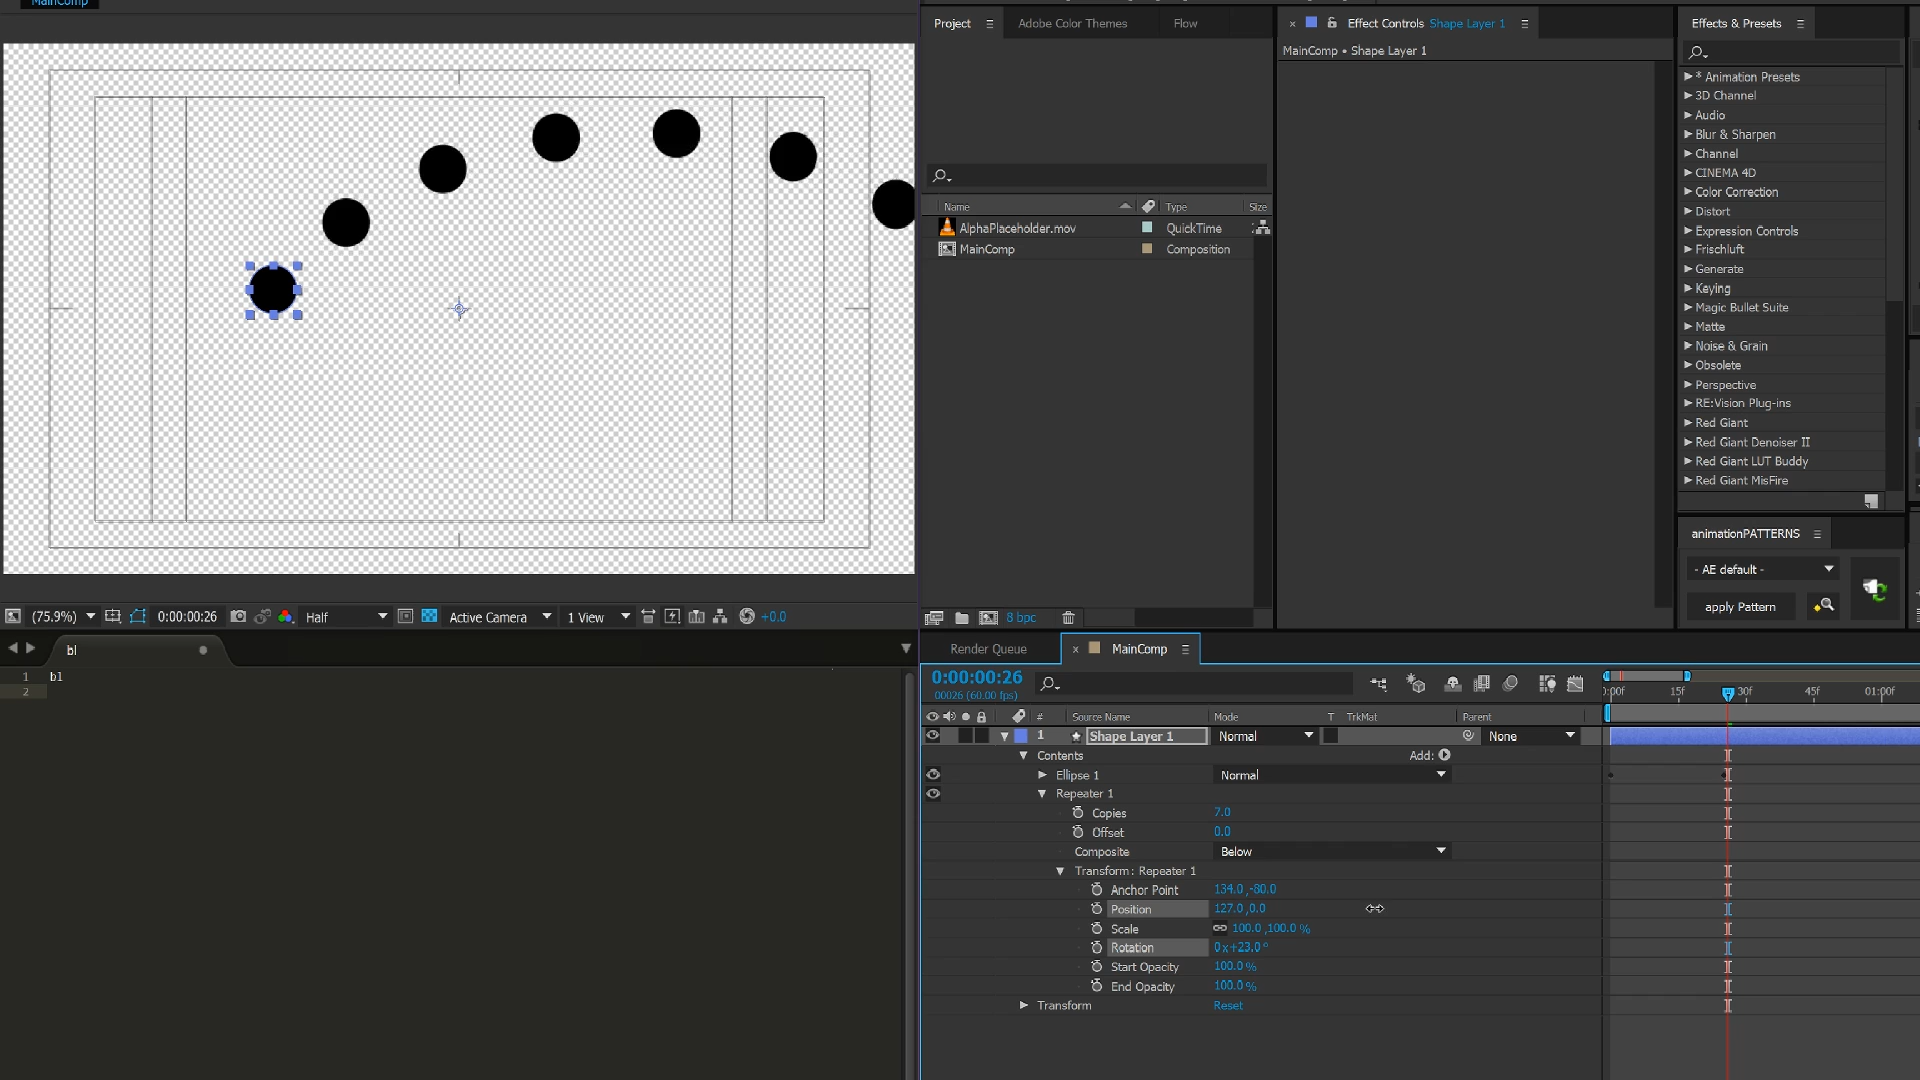 MainComp
Project
Adobe Color Themes
Flow
Effect Controls Shape Layer 1
Effects & Presets
MainComp • Shape Layer 1
* Animation Presets
3D Channel
Audio
Blur & Sharpen
Channel
CINEMA 4D
Color Correction
Distort
Expression Controls
Frischluft
Generate
Keying
Magic Bullet Suite
Matte
Noise & Grain
Obsolete
Perspective
RE:Vision Plug-ins
Red Giant
Red Giant Denoiser II
Red Giant LUT Buddy
Red Giant MisFire
Name Type Size
AlphaPlaceholder.mov QuickTime
MainComp Composition
animationPATTERNS
- AE default -
apply Pattern
(75.9%) 0:00:00:26 Half Active Camera 1 View +0.0
8 bpc
bl
1 bl
2
Render Queue
MainComp
0:00:00:26
00026 (60.00 fps)
0:00f 15f 30f 45f 01:00f
# Source Name Mode T TrkMat Parent
1 Shape Layer 1 Normal None
Contents Add:
Ellipse 1 Normal
Repeater 1
Copies 7.0
Offset 0.0
Composite Below
Transform: Repeater 1
Anchor Point 134.0,-80.0
Position 127.0,0.0
Scale 100.0,100.0 %
Rotation 0x+23.0°
Start Opacity 100.0 %
End Opacity 100.0 %
Transform Reset